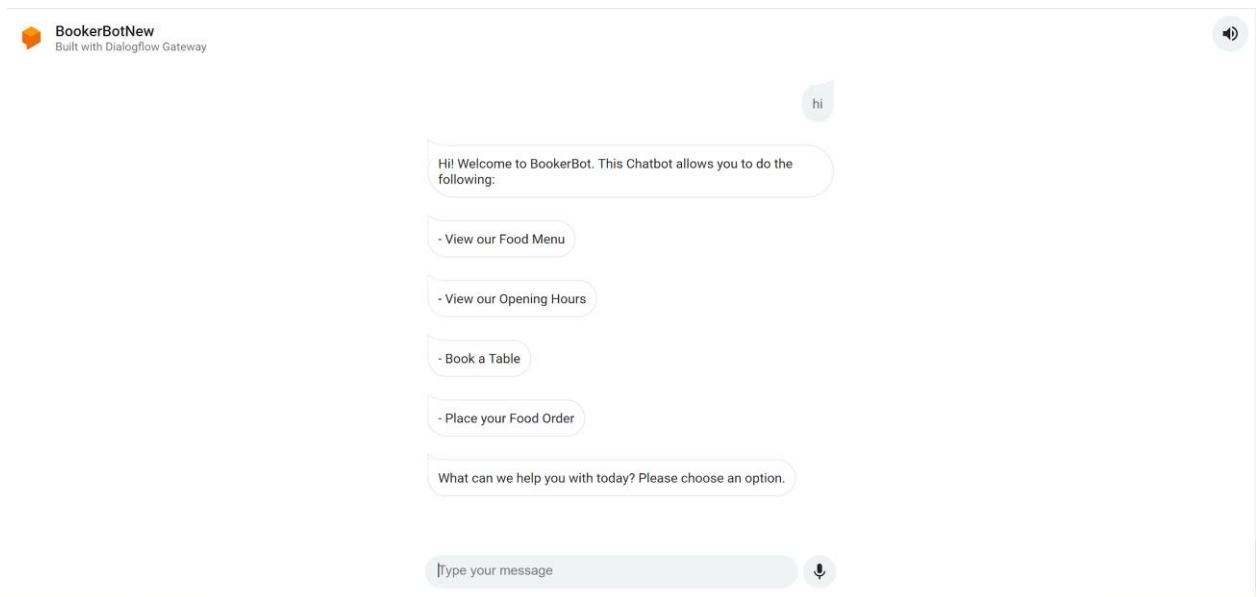 BookerBotNew
Built with Dialogflow Gateway
hi
Hi! Welcome to BookerBot. This Chatbot allows you to do the
following:
- View our Food Menu
- View our Opening Hours
- Book a Table
- Place your Food Order
What can we help you with today? Please choose an option.
Type your message